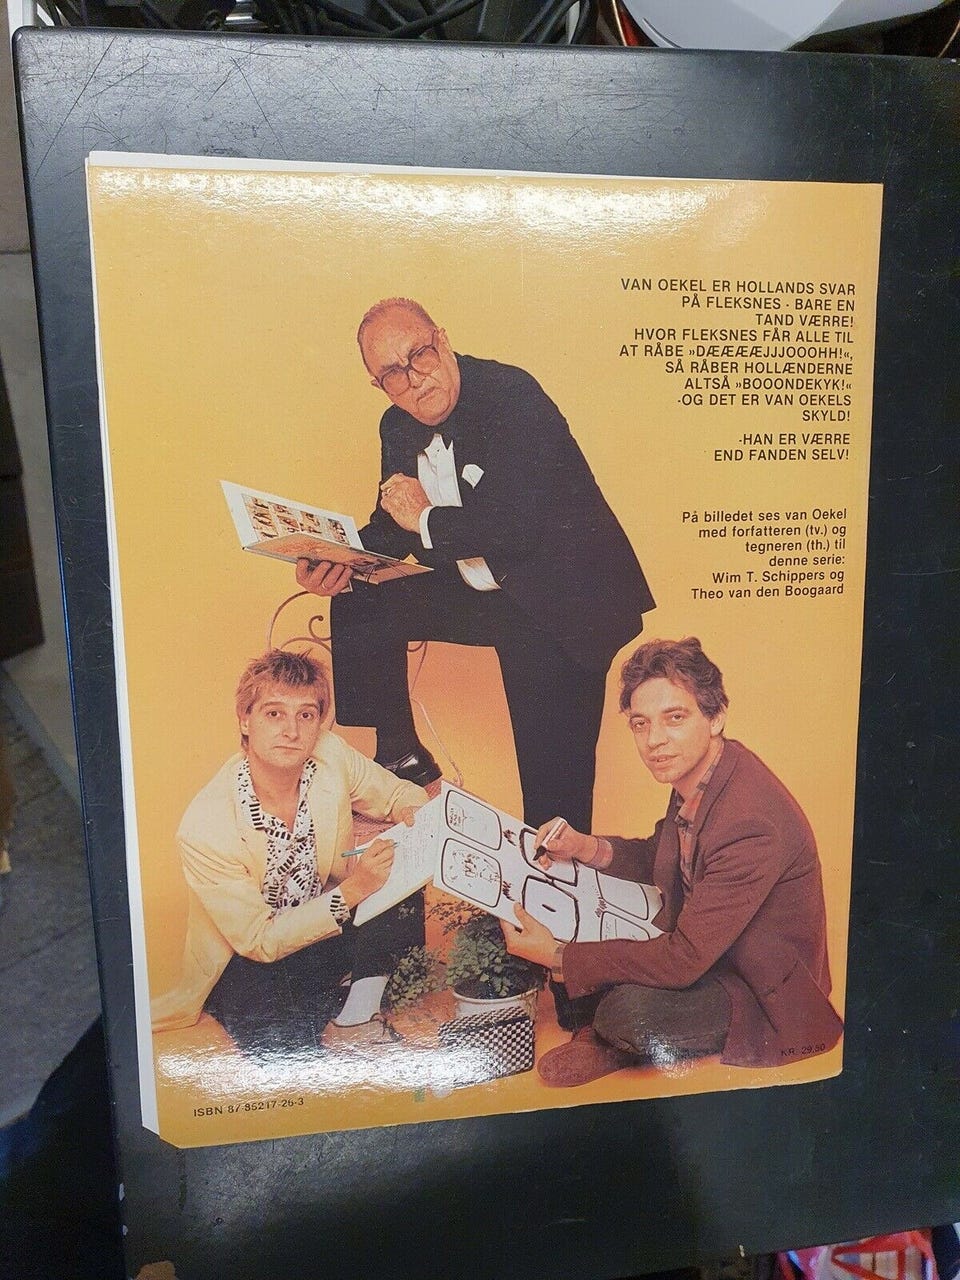 VAN OEKEL ER HOLLANDS SVAR
PÅ FLEKSNES - BARE EN
TAND VÆRRE!
HVOR FLEKSNES FÅR ALLE TIL
AT RÅBE »DÆÆÆÆJJJOOOHH!«,
SÅ RÅBER HOLLÆNDERNE
ALTSÅ »BOOONDEKYK!«
-OG DET ER VAN OEKELS
SKYLD!
-HAN ER VÆRRE
END FANDEN SELV!
På billedet ses van Oekel
med forfatteren (tv.) og
tegneren (th.) til
denne serie:
Wim T. Schippers og
Theo van den Boogaard
KR. 29,50
ISBN 87-85217-26-3